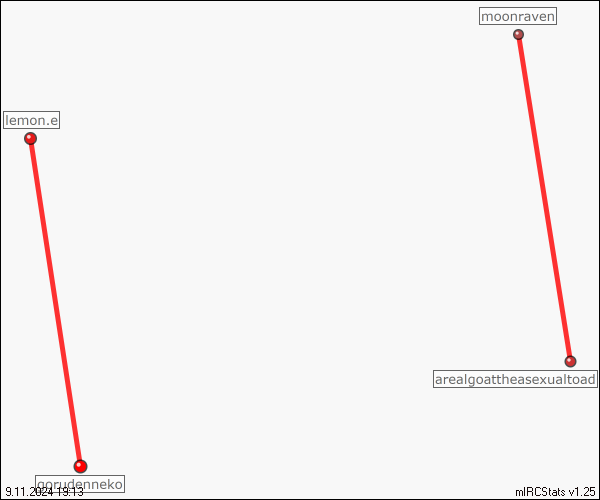 moonraven
lemon.e
arealgoattheasexualtoad
gorudenneko
9.11.2024 19:13
mIRCStats v1.25